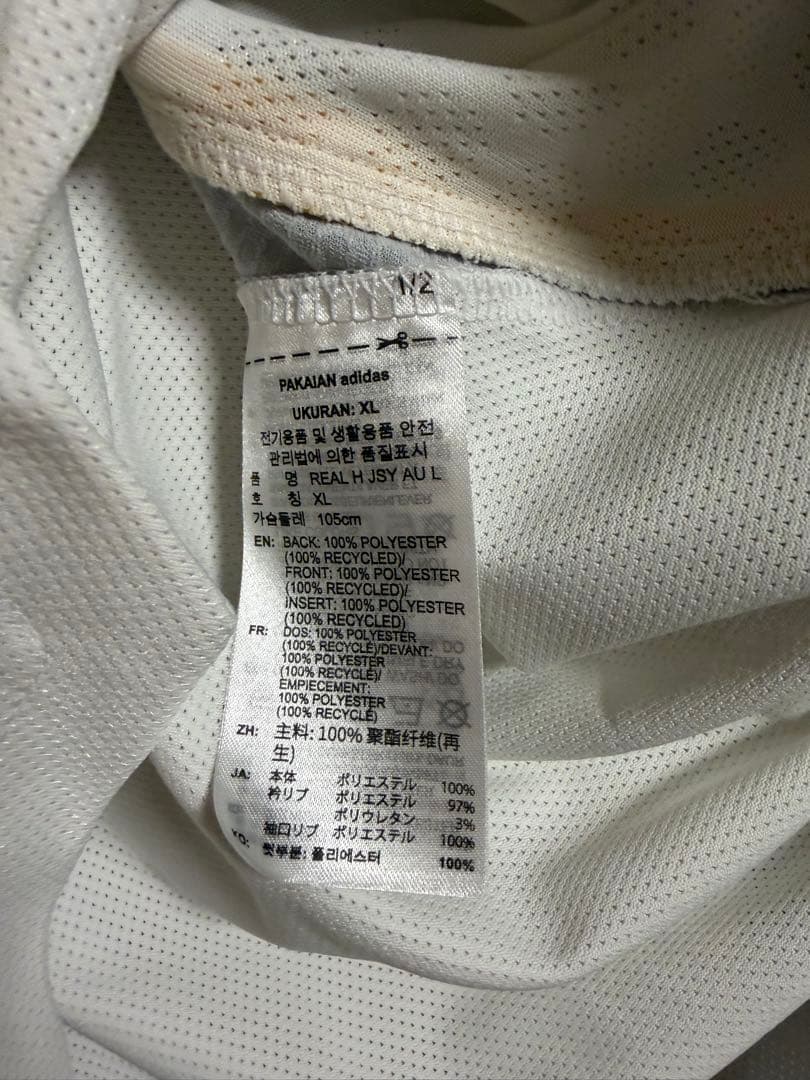 1/2
PAKAIAN adidas
UKURAN: XL
전기용품 및 생활용품 안전
관리법에 의한 품질표시
품 명 REAL H JSY AU L
호 칭 XL
가슴둘레 105cm
EN: BACK: 100% POLYESTER
(100% RECYCLED)/
FRONT: 100% POLYESTER
(100% RECYCLED)/
INSERT: 100% POLYESTER
(100% RECYCLED)
FR: DOS: 100% POLYESTER
(100% RECYCLÉ)/DEVANT:
100% POLYESTER
(100% RECYCLÉ)/
EMPIECEMENT:
100% POLYESTER
(100% RECYCLÉ)
ZH: 主料: 100% 聚酯纤维(再
生)
JA: 本体 ポリエステル 100%
衿リブ ポリエステル 97%
ポリウレタン 3%
袖口リブ ポリエステル 100%
KO: 겉부분: 폴리에스터 100%